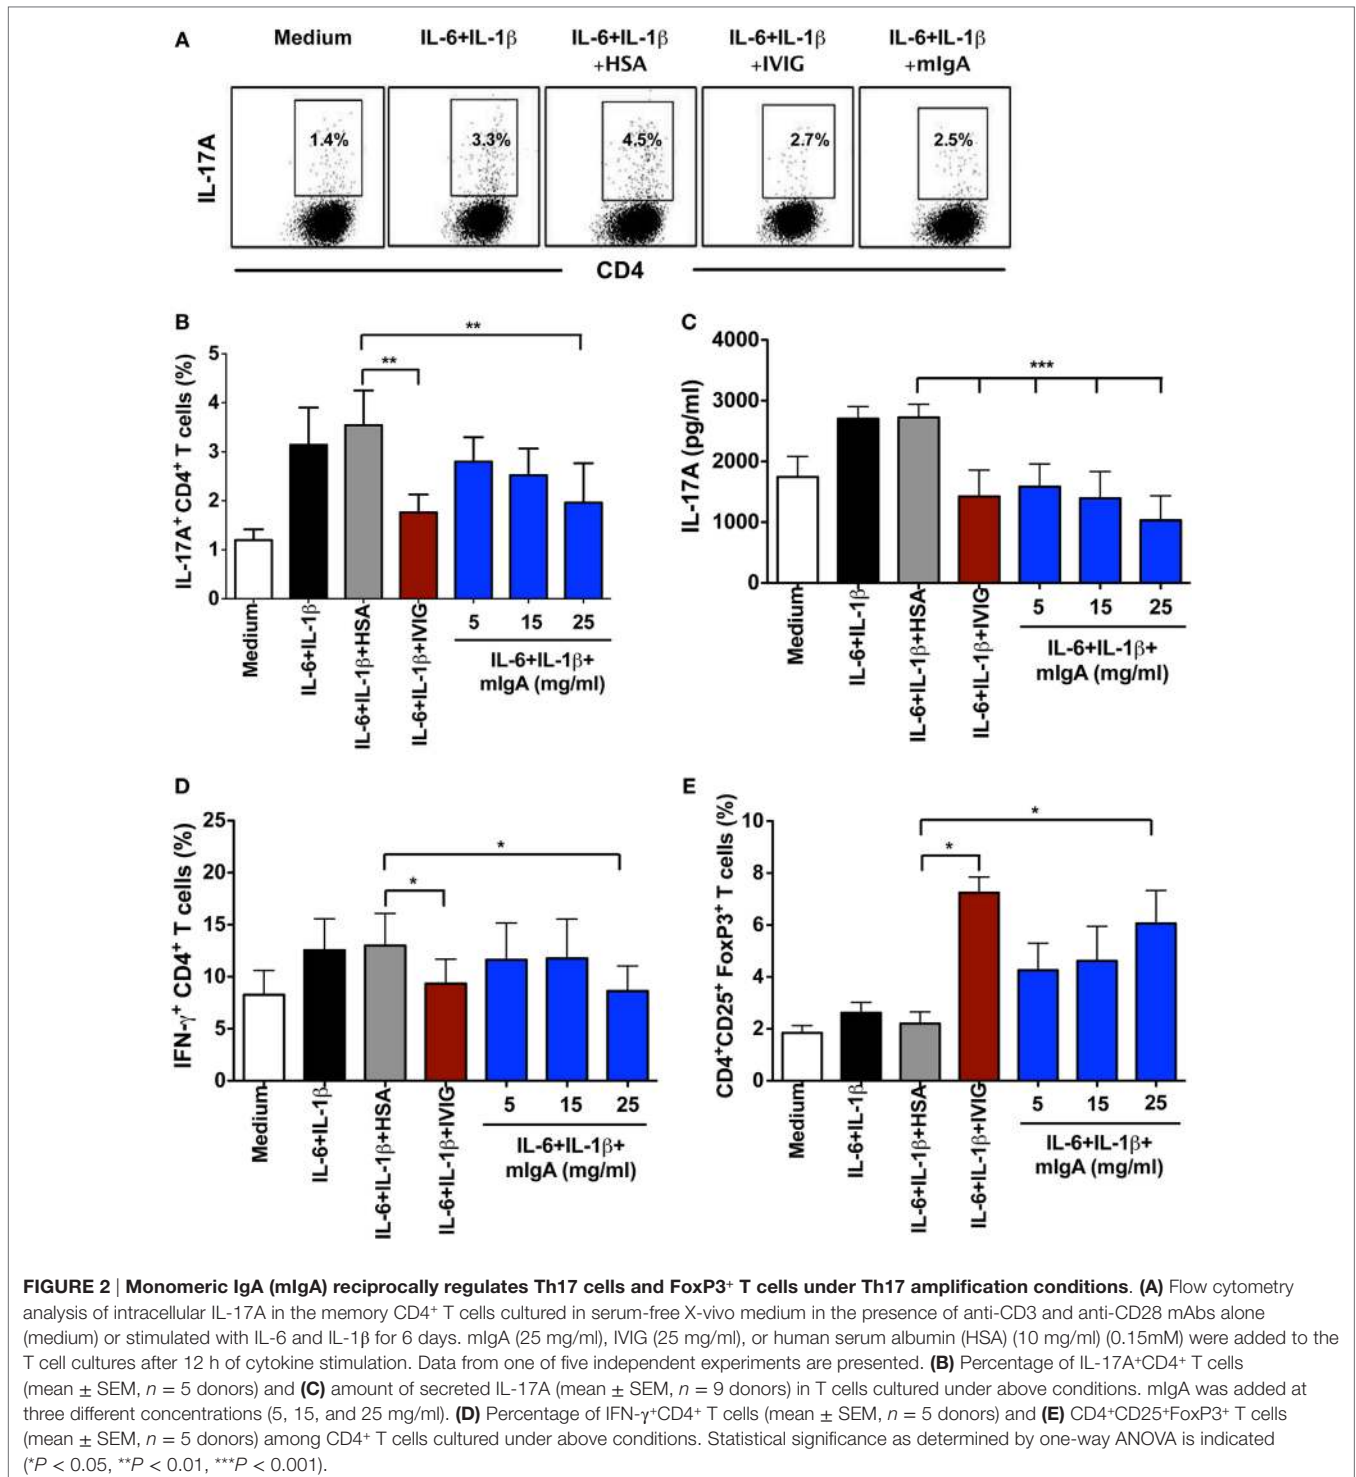 A
Medium
IL-6+IL-1β
IL-6+IL-1β
+HSA
IL-6+IL-1β
+IVIG
IL-6+IL-1β
+mIgA
IL-17A
1.4%
3.3%
4.5%
2.7%
2.5%
CD4
B
IL-17A⁺ CD4⁺ T cells (%)
5
4
3
2
1
0
**
**
Medium
IL-6+IL-1β
IL-6+IL-1β+HSA
IL-6+IL-1β+IVIG
5
15
25
IL-6+IL-1β+
mIgA (mg/ml)
C
IL-17A (pg/ml)
4000
3000
2000
1000
0
***
Medium
IL-6+IL-1β
IL-6+IL-1β+HSA
IL-6+IL-1β+IVIG
5
15
25
IL-6+IL-1β+
mIgA (mg/ml)
D
IFN-γ⁺ CD4⁺ T cells (%)
25
20
15
10
5
0
*
*
Medium
IL-6+IL-1β
IL-6+IL-1β+HSA
IL-6+IL-1β+IVIG
5
15
25
IL-6+IL-1β+
mIgA (mg/ml)
E
CD4⁺CD25⁺ FoxP3⁺ T cells (%)
10
8
6
4
2
0
*
*
Medium
IL-6+IL-1β
IL-6+IL-1β+HSA
IL-6+IL-1β+IVIG
5
15
25
IL-6+IL-1β+
mIgA (mg/ml)
FIGURE 2 | Monomeric IgA (mIgA) reciprocally regulates Th17 cells and FoxP3⁺ T cells under Th17 amplification conditions. (A) Flow cytometry
analysis of intracellular IL-17A in the memory CD4⁺ T cells cultured in serum-free X-vivo medium in the presence of anti-CD3 and anti-CD28 mAbs alone
(medium) or stimulated with IL-6 and IL-1β for 6 days. mIgA (25 mg/ml), IVIG (25 mg/ml), or human serum albumin (HSA) (10 mg/ml) (0.15mM) were added to the
T cell cultures after 12 h of cytokine stimulation. Data from one of five independent experiments are presented. (B) Percentage of IL-17A⁺CD4⁺ T cells
(mean ± SEM, n = 5 donors) and (C) amount of secreted IL-17A (mean ± SEM, n = 9 donors) in T cells cultured under above conditions. mIgA was added at
three different concentrations (5, 15, and 25 mg/ml). (D) Percentage of IFN-γ⁺CD4⁺ T cells (mean ± SEM, n = 5 donors) and (E) CD4⁺CD25⁺FoxP3⁺ T cells
(mean ± SEM, n = 5 donors) among CD4⁺ T cells cultured under above conditions. Statistical significance as determined by one-way ANOVA is indicated
(*P < 0.05, **P < 0.01, ***P < 0.001).